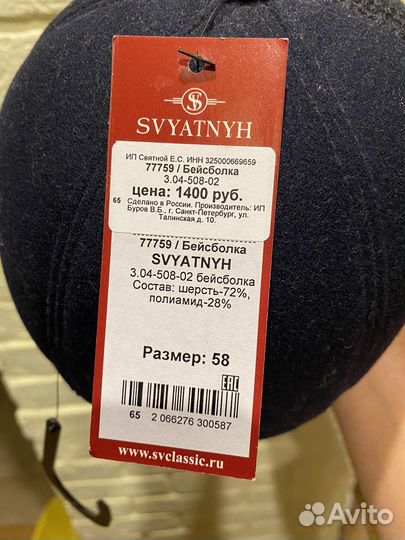 SVYATNYH
ИП Святной Е.С. ИНН 325000669659
77759 / Бейсболка
3.04-508-02
цена: 1400 руб.
65 Сделано в России. Производитель: ИП
Буров В.Б., г. Санкт-Петербург, ул.
Талинская д. 10.
77759 / Бейсболка
SVYATNYH
3.04-508-02 бейсболка
Состав: шерсть-72%,
полиамид-28%
Размер: 58
EAC
65 2 066276 300587
www.svclassic.ru
Avito